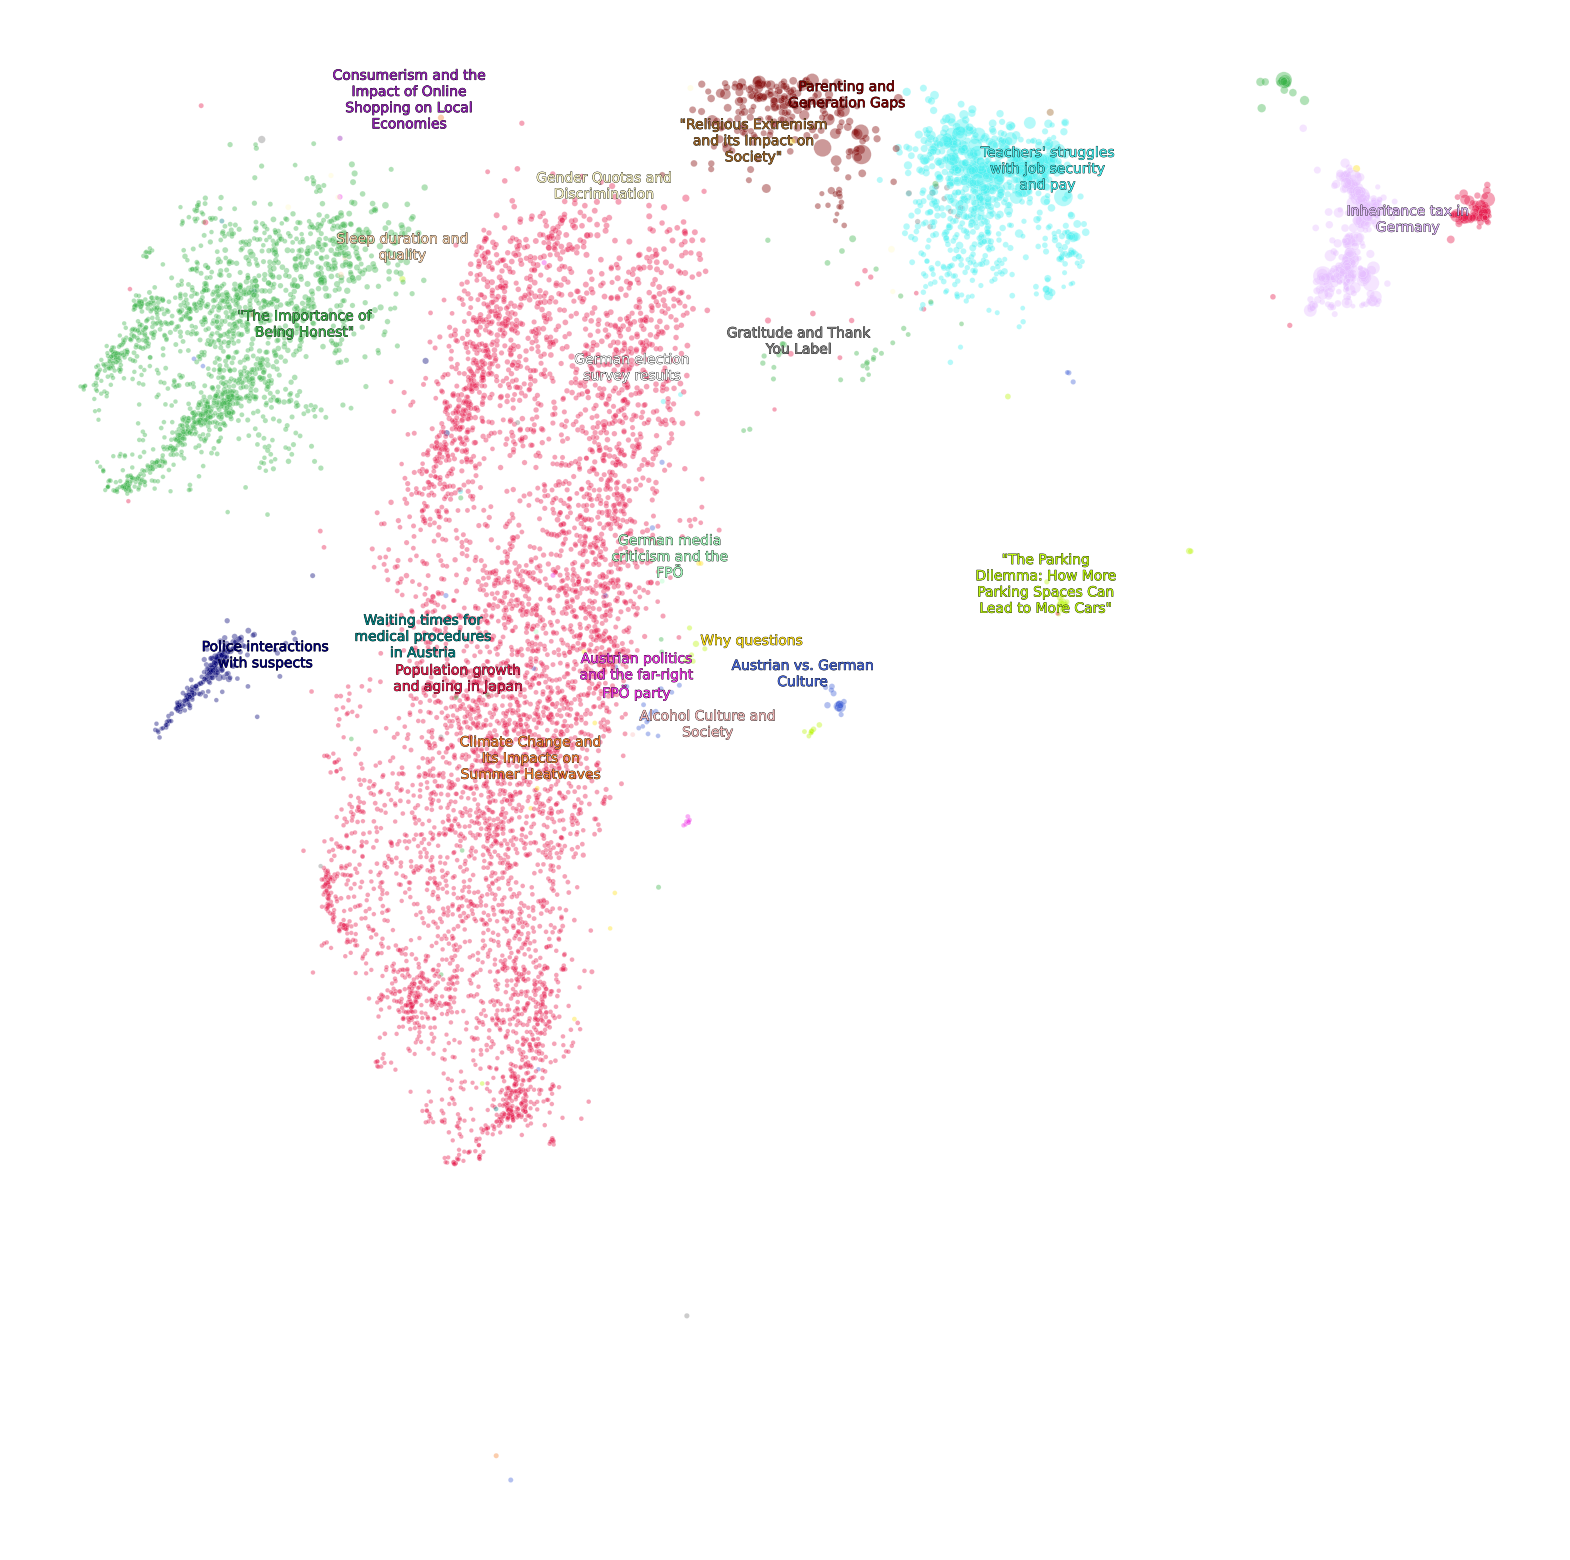 Consumerism and the
Impact of Online
Shopping on Local
Economies
Parenting and
Generation Gaps
"Religious Extremism
and its Impact on
Society"
Teachers' struggles
with job security
and pay
Gender Quotas and
Discrimination
Inheritance tax in
Germany
Sleep duration and
quality
"The Importance of
Being Honest"
Gratitude and Thank
You Label
German election
survey results
German media
criticism and the
FPÖ
"The Parking
Dilemma: How More
Parking Spaces Can
Lead to More Cars"
Waiting times for
medical procedures
in Austria
Police interactions
with suspects
Why questions
Population growth
and aging in Japan
Austrian politics
and the far-right
FPÖ party
Austrian vs. German
Culture
Alcohol Culture and
Society
Climate Change and
its Impacts on
Summer Heatwaves